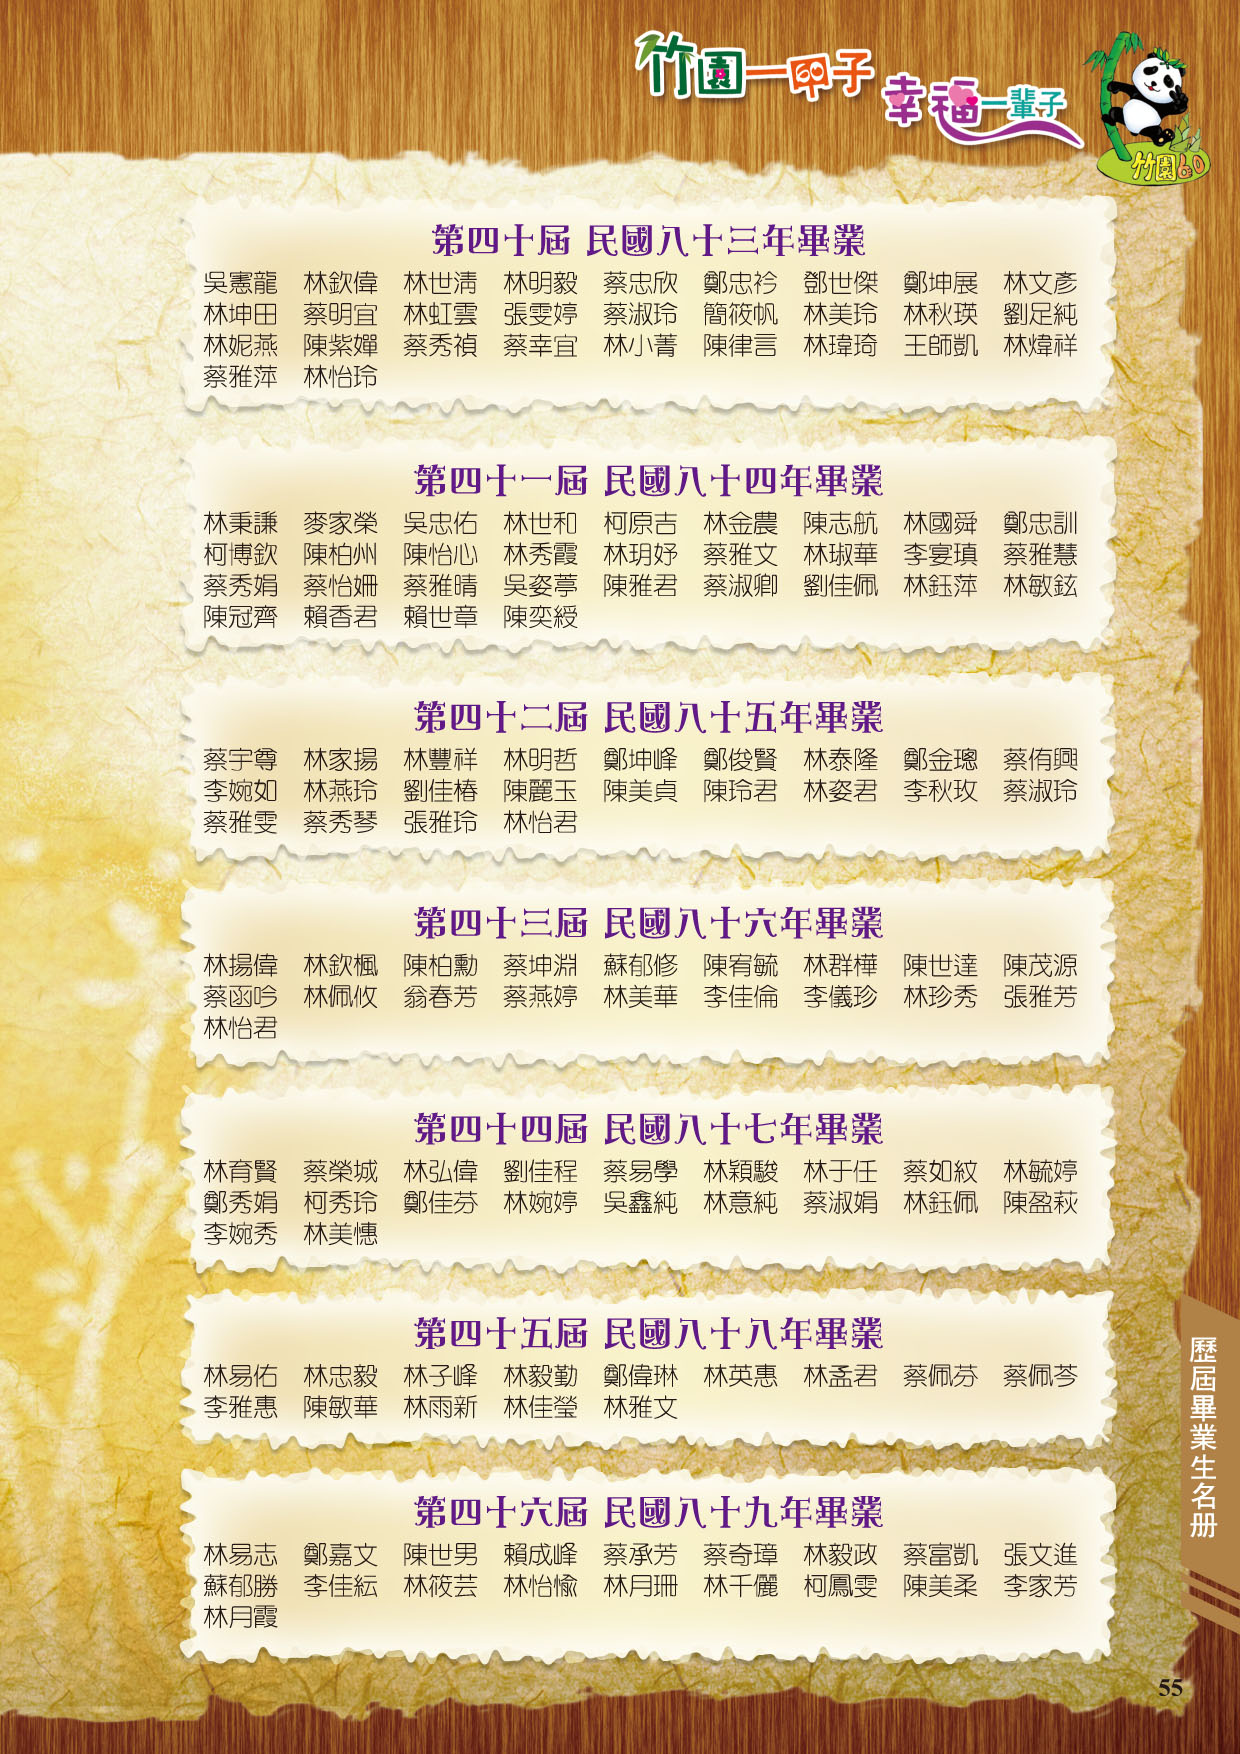 竹園一甲子
幸福一輩子
竹園60
第四十屆 民國八十三年畢業
吳憲龍 林欽偉 林世淸 林明毅 蔡忠欣 鄭忠衿 鄧世傑 鄭坤展 林文彥
林坤田 蔡明宜 林虹雲 張雯婷 蔡淑玲 簡筱帆 林美玲 林秋瑛 劉足純
林妮燕 陳紫嬋 蔡秀禎 蔡幸宜 林小菁 陳律言 林瑋琦 王師凱 林煒祥
蔡雅萍 林怡玲
第四十一屆 民國八十四年畢業
林秉謙 麥家榮 吳忠佑 林世和 柯原吉 林金農 陳志航 林國舜 鄭忠訓
柯博欽 陳柏州 陳怡心 林秀霞 林玥妤 蔡雅文 林琡華 李宴瑱 蔡雅慧
蔡秀娟 蔡怡姍 蔡雅晴 吳姿葶 陳雅君 蔡淑卿 劉佳佩 林鈺萍 林敏鉉
陳冠齊 賴香君 賴世章 陳奕綬
第四十二屆 民國八十五年畢業
蔡宇尊 林家揚 林豐祥 林明哲 鄭坤峰 鄭俊賢 林泰隆 鄭金璁 蔡侑興
李婉如 林燕玲 劉佳椿 陳麗玉 陳美貞 陳玲君 林姿君 李秋玫 蔡淑玲
蔡雅雯 蔡秀琴 張雅玲 林怡君
第四十三屆 民國八十六年畢業
林揚偉 林欽楓 陳柏勳 蔡坤淵 蘇郁修 陳宥毓 林群樺 陳世達 陳茂源
蔡函吟 林佩攸 翁春芳 蔡燕婷 林美華 李佳倫 李儀珍 林珍秀 張雅芳
林怡君
第四十四屆 民國八十七年畢業
林育賢 蔡榮城 林弘偉 劉佳程 蔡易學 林穎駿 林于任 蔡如紋 林毓婷
鄭秀娟 柯秀玲 鄭佳芬 林婉婷 吳鑫純 林意純 蔡淑娟 林鈺佩 陳盈萩
李婉秀 林美憓
第四十五屆 民國八十八年畢業
林易佑 林忠毅 林子峰 林毅勤 鄭偉琳 林英惠 林孟君 蔡佩芬 蔡佩芩
李雅惠 陳敏華 林雨新 林佳瑩 林雅文
第四十六屆 民國八十九年畢業
林易志 鄭嘉文 陳世男 賴成峰 蔡承芳 蔡奇璋 林毅政 蔡富凱 張文進
蘇郁勝 李佳紜 林筱芸 林怡愉 林月珊 林千儷 柯鳳雯 陳美柔 李家芳
林月霞
歷屆畢業生名册
55